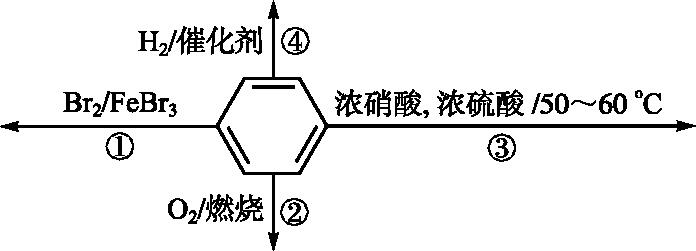 H₂/催化剂 ④
Br₂/FeBr₃
①
浓硝酸, 浓硫酸 /50～60 ℃
③
O₂/燃烧 ②